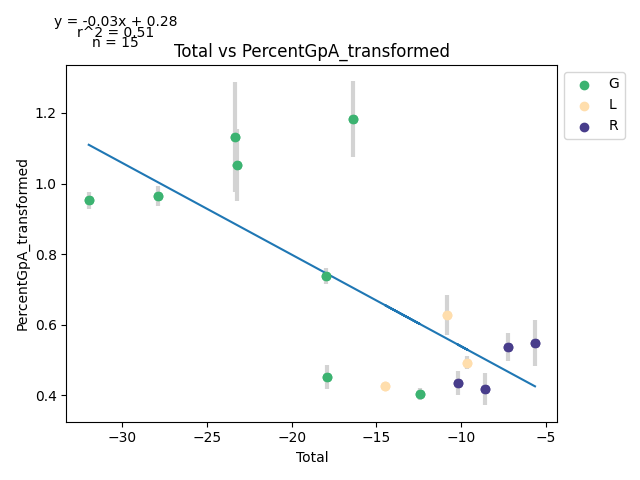 y = -0.03x + 0.28
r^2 = 0.51
n = 15
Total vs PercentGpA_transformed
G
L
R
PercentGpA_transformed
1.2
1.0
0.8
0.6
0.4
−30
−25
−20
−15
−10
−5
Total